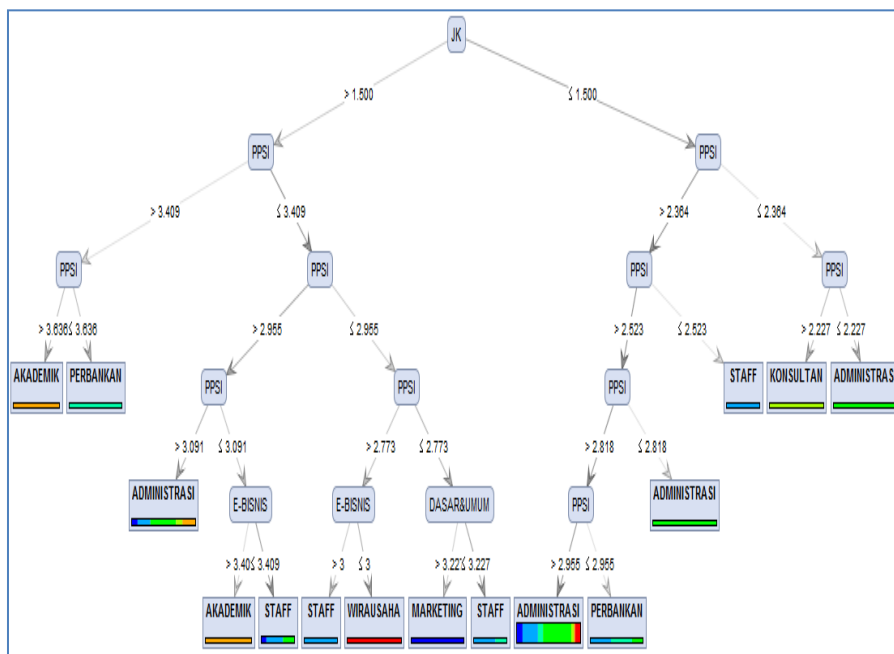 JK
> 1.500 ≤ 1.500
PPSI PPSI
> 3.409 ≤ 3.409 > 2.364 ≤ 2.364
PPSI PPSI PPSI PPSI
> 3.636 ≤ 3.636 > 2.955 ≤ 2.955 > 2.523 ≤ 2.523 > 2.227 ≤ 2.227
AKADEMIK PERBANKAN PPSI PPSI PPSI STAFF KONSULTAN ADMINISTRASI
> 3.091 ≤ 3.091 > 2.773 ≤ 2.773 > 2.818 ≤ 2.818
ADMINISTRASI E-BISNIS E-BISNIS DASAR&UMUM PPSI ADMINISTRASI
> 3.40 ≤ 3.409 > 3 ≤ 3 > 3.22 ≤ 3.227 > 2.955 ≤ 2.955
AKADEMIK STAFF STAFF WIRAUSAHA MARKETING STAFF ADMINISTRASI PERBANKAN